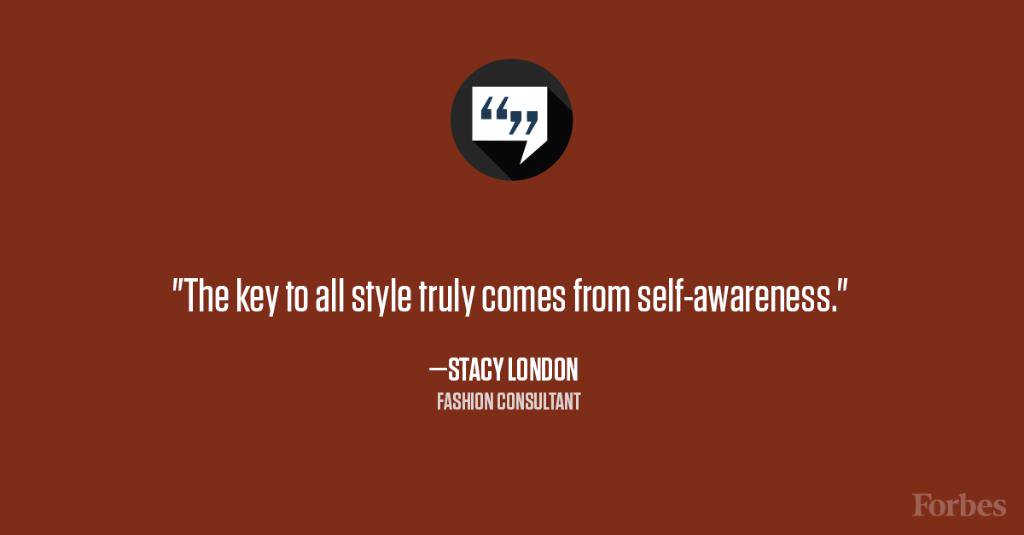 "The key to all style truly comes from self-awareness."
—STACY LONDON
FASHION CONSULTANT
Forbes